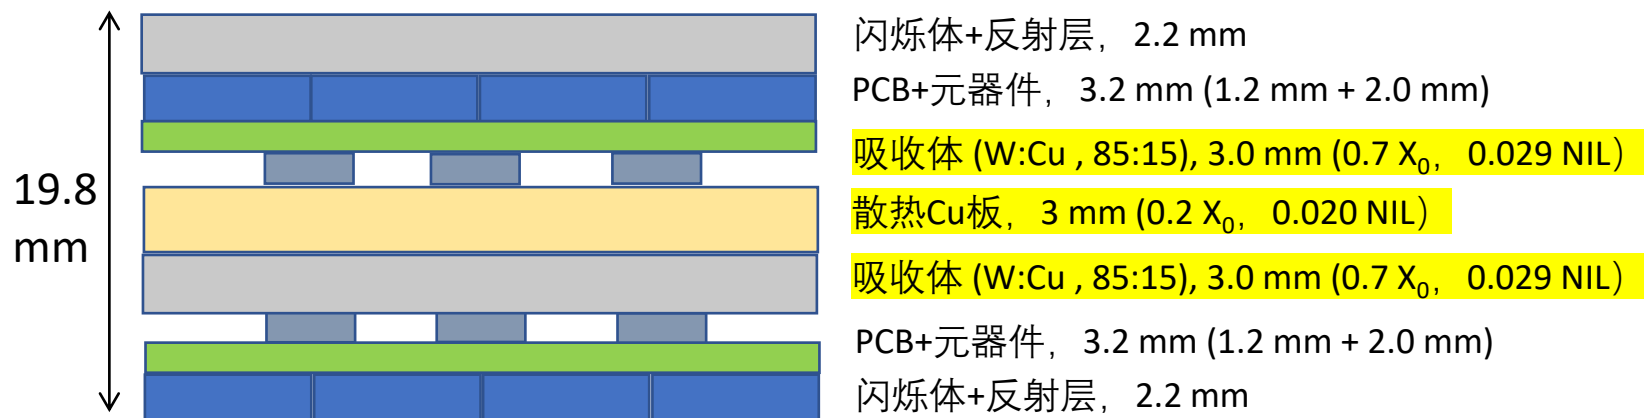 闪烁体+反射层，2.2 mm
PCB+元器件，3.2 mm (1.2 mm + 2.0 mm)
吸收体 (W:Cu , 85:15), 3.0 mm (0.7 X₀， 0.029 NIL）
19.8
mm
散热Cu板，3 mm (0.2 X₀， 0.020 NIL）
吸收体 (W:Cu , 85:15), 3.0 mm (0.7 X₀， 0.029 NIL）
PCB+元器件，3.2 mm (1.2 mm + 2.0 mm)
闪烁体+反射层，2.2 mm